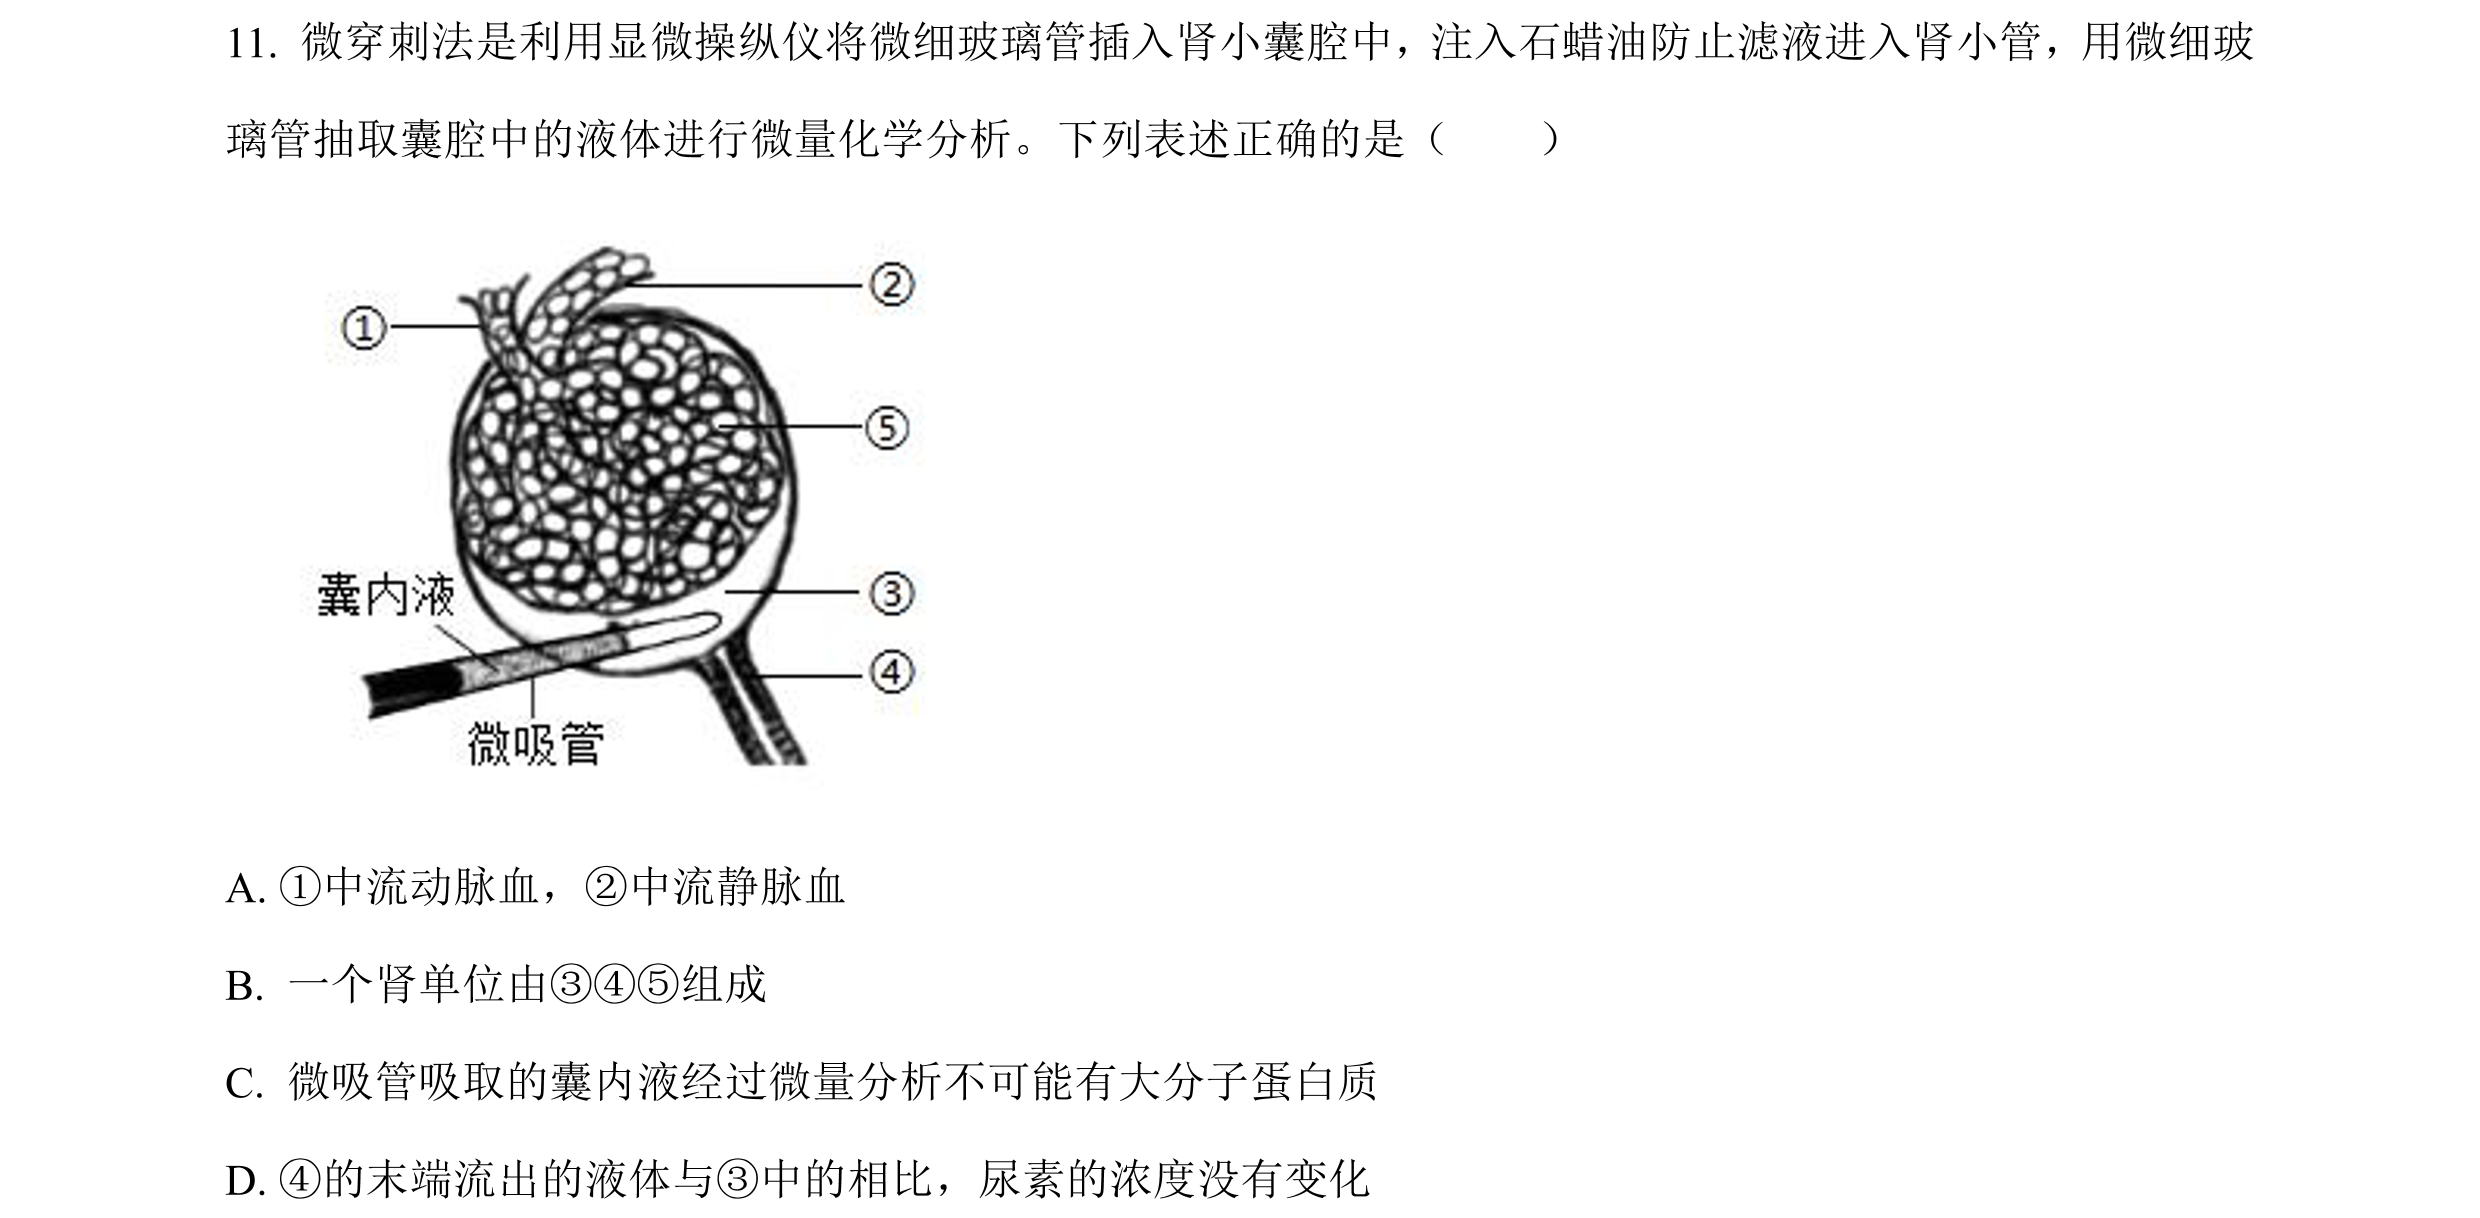 11. 微穿刺法是利用显微操纵仪将微细玻璃管插入肾小囊腔中，注入石蜡油防止滤液进入肾小管，用微细玻
璃管抽取囊腔中的液体进行微量化学分析。下列表述正确的是（　　）
②
①
⑤
③
囊内液
④
微吸管
A. ①中流动脉血，②中流静脉血
B. 一个肾单位由③④⑤组成
C. 微吸管吸取的囊内液经过微量分析不可能有大分子蛋白质
D. ④的末端流出的液体与③中的相比，尿素的浓度没有变化